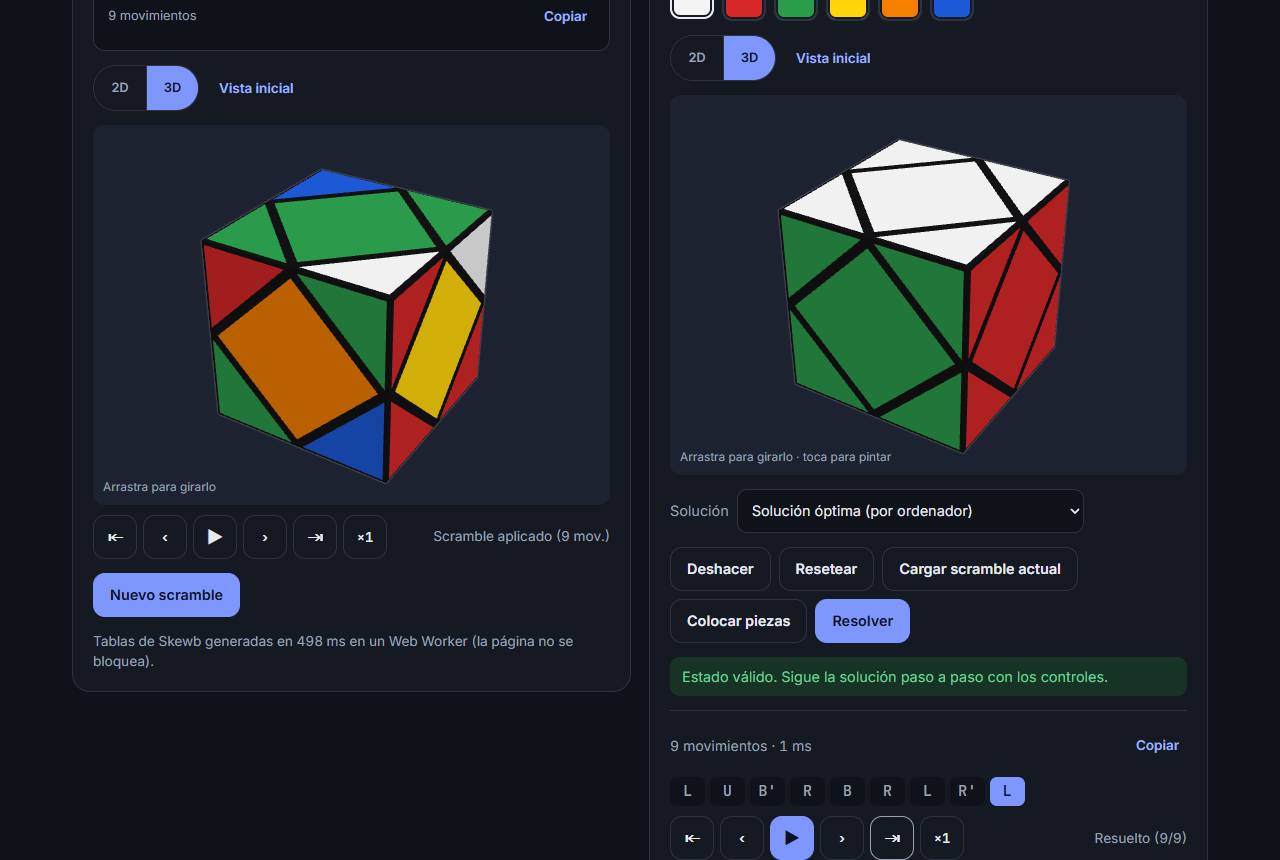 9 movimientos
Copiar
2D
3D
Vista inicial
Arrastra para girarlo
×1
Scramble aplicado (9 mov.)
Nuevo scramble
Tablas de Skewb generadas en 498 ms en un Web Worker (la página no se
bloquea).
2D
3D
Vista inicial
Arrastra para girarlo · toca para pintar
Solución
Solución óptima (por ordenador)
Deshacer
Resetear
Cargar scramble actual
Colocar piezas
Resolver
Estado válido. Sigue la solución paso a paso con los controles.
9 movimientos · 1 ms
Copiar
L U B' R B R L R' L
×1
Resuelto (9/9)